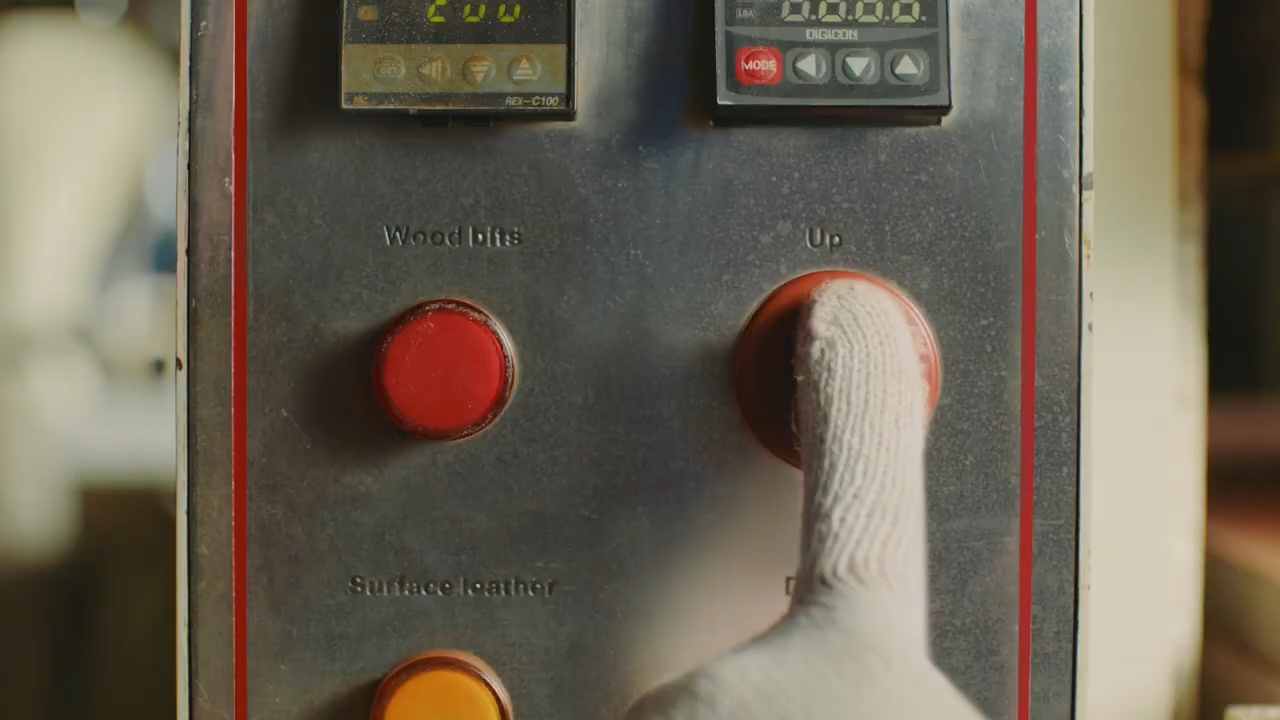 DIGICON
MODE
REX-C100
Wood bits
Up
Surface leather
D